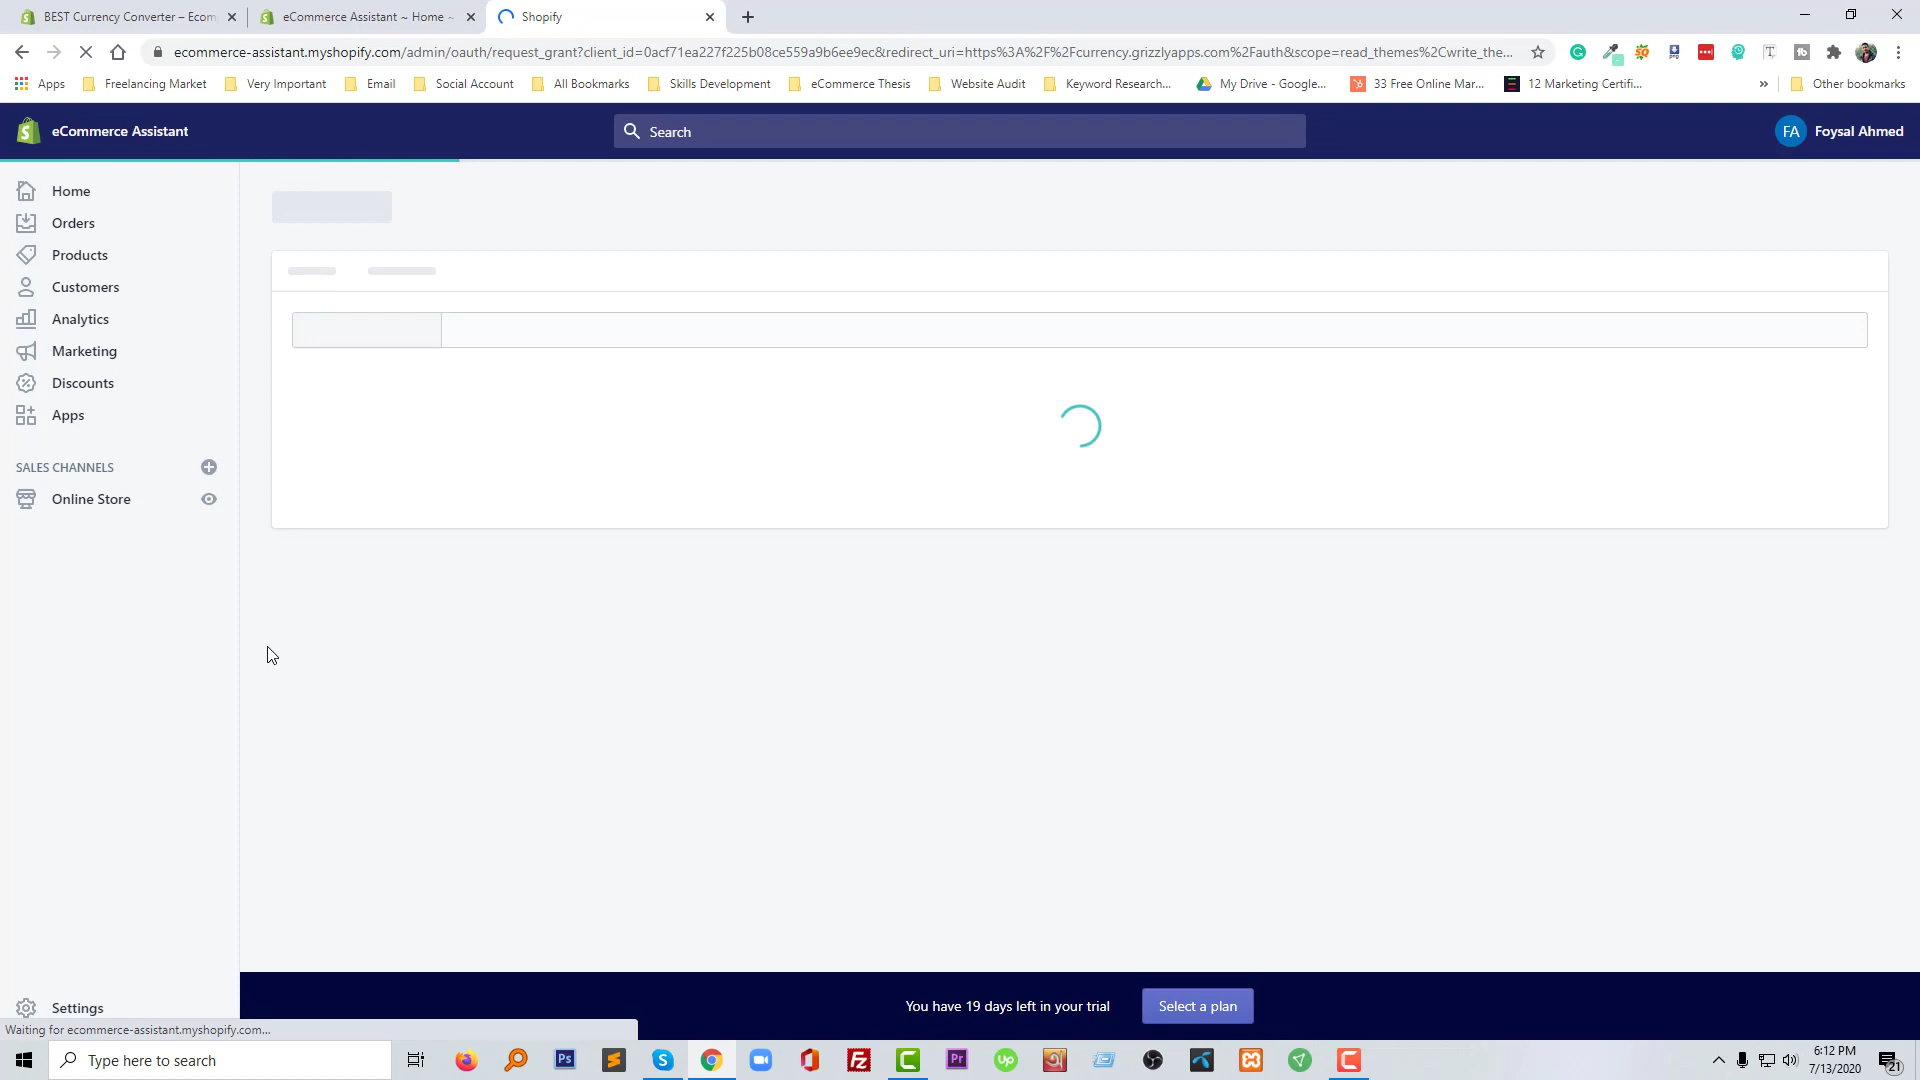 BEST Currency Converter – Ecom
eCommerce Assistant ~ Home ~
Shopify
ecommerce-assistant.myshopify.com/admin/oauth/request_grant?client_id=0acf71ea227f225b08ce559a9b6ee9ec&redirect_uri=https%3A%2F%2Fcurrency.grizzlyapps.com%2Fauth&scope=read_themes%2Cwrite_the...
Apps
Freelancing Market
Very Important
Email
Social Account
All Bookmarks
Skills Development
eCommerce Thesis
Website Audit
Keyword Research...
My Drive - Google...
33 Free Online Mar...
12 Marketing Certifi...
»
Other bookmarks
eCommerce Assistant
Search
FA
Foysal Ahmed
Home
Orders
Products
Customers
Analytics
Marketing
Discounts
Apps
SALES CHANNELS
Online Store
Settings
You have 19 days left in your trial
Select a plan
Waiting for ecommerce-assistant.myshopify.com...
Type here to search
Ps
S
Fz
Pr
Up
6:12 PM
7/13/2020
21